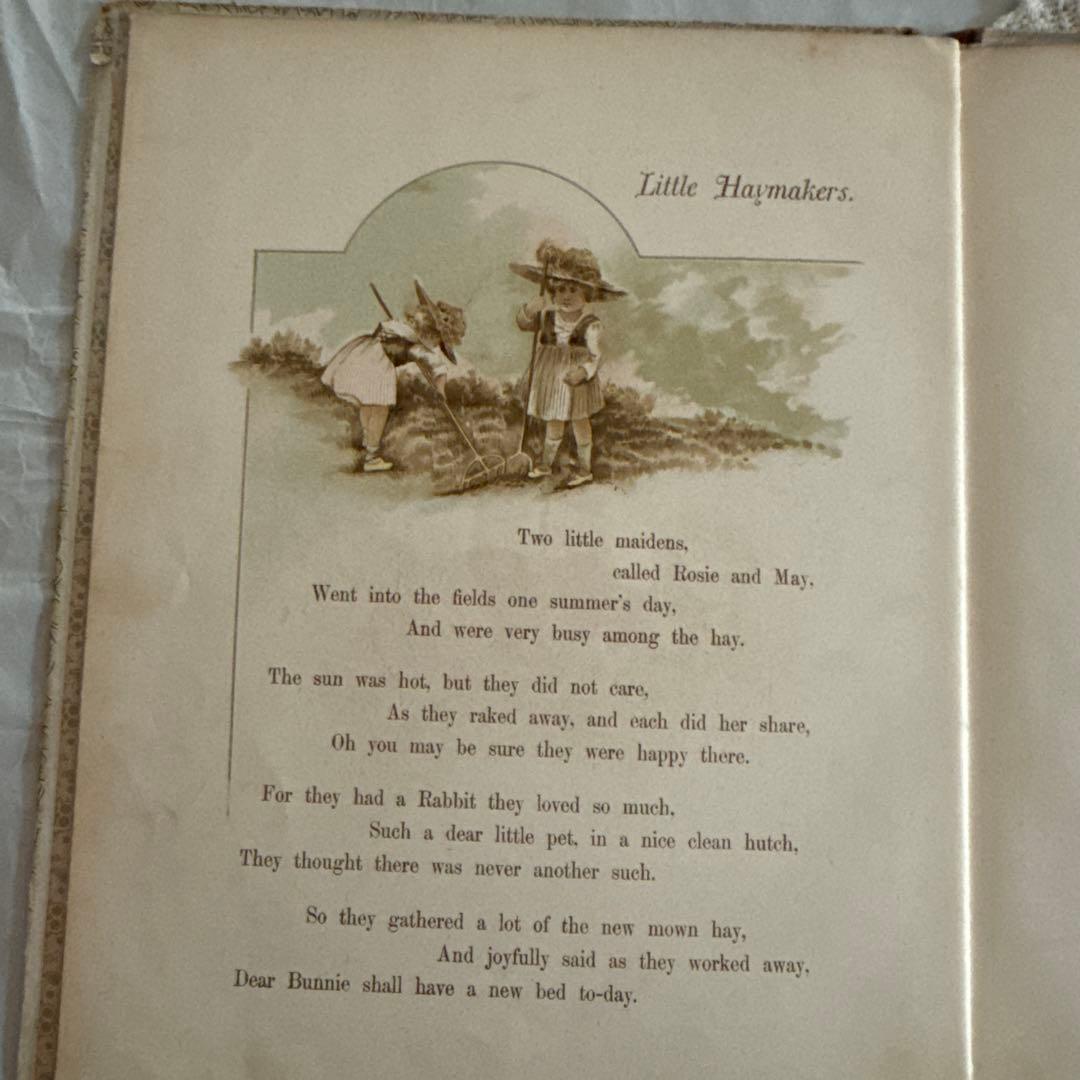 Little Haymakers.
Two little maidens,
called Rosie and May,
Went into the fields one summer's day,
And were very busy among the hay.
The sun was hot, but they did not care,
As they raked away, and each did her share,
Oh you may be sure they were happy there.
For they had a Rabbit they loved so much,
Such a dear little pet, in a nice clean hutch,
They thought there was never another such.
So they gathered a lot of the new mown hay,
And joyfully said as they worked away,
Dear Bunnie shall have a new bed to-day.